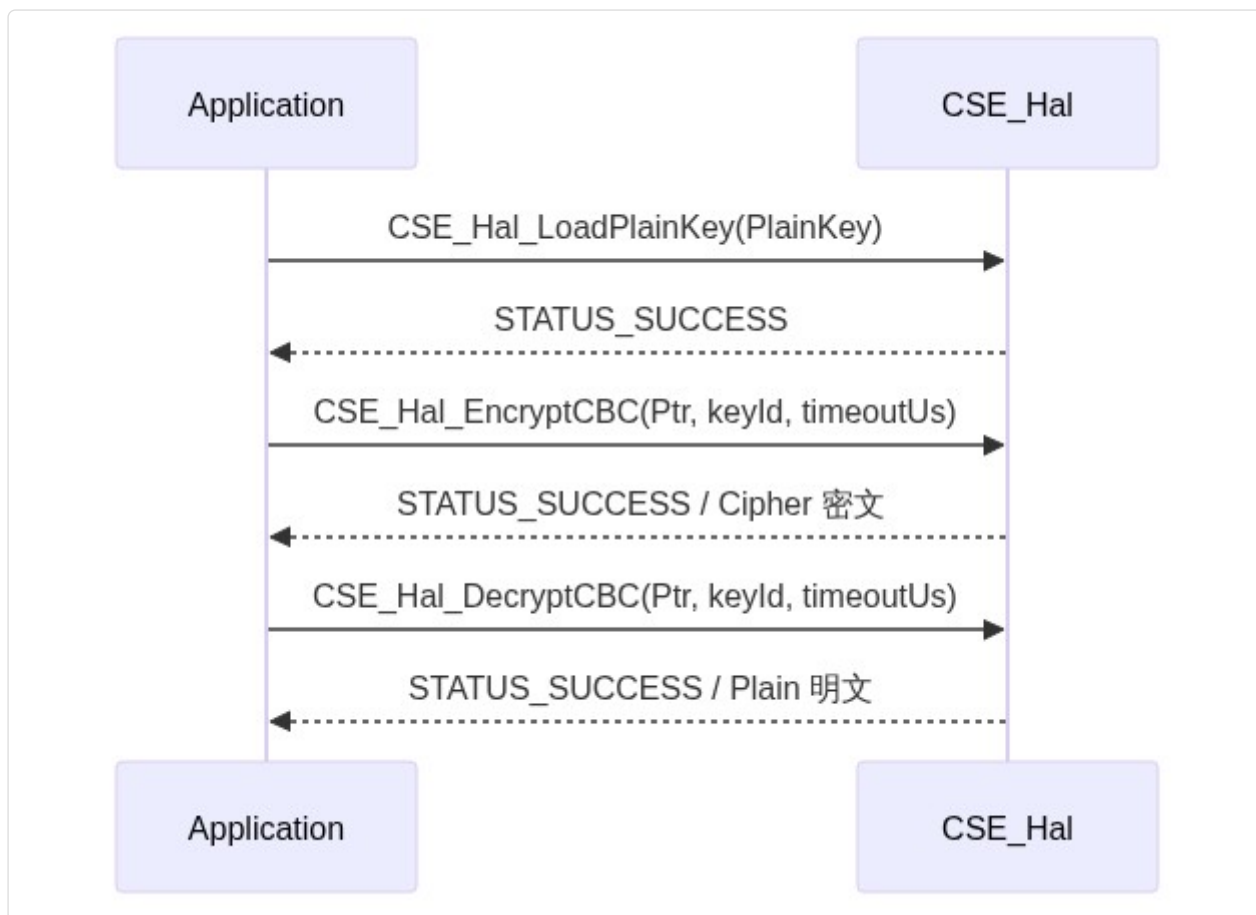 Application
CSE_Hal
CSE_Hal_LoadPlainKey(PlainKey)
STATUS_SUCCESS
CSE_Hal_EncryptCBC(Ptr, keyId, timeoutUs)
STATUS_SUCCESS / Cipher 密文
CSE_Hal_DecryptCBC(Ptr, keyId, timeoutUs)
STATUS_SUCCESS / Plain 明文
Application
CSE_Hal